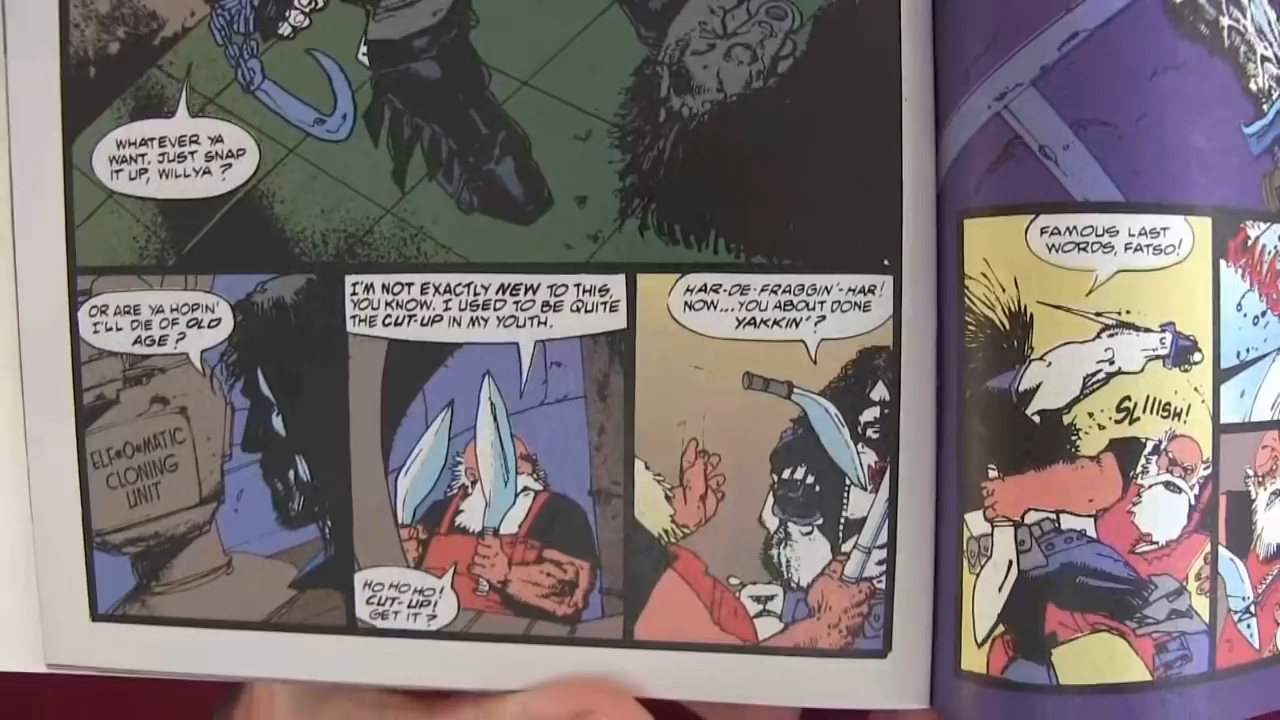 WHATEVER YA
WANT. JUST SNAP
IT UP, WILLYA?
OR ARE YA HOPIN'
I'LL DIE OF OLD
AGE?
ELF•O•MATIC
CLONING
UNIT
I'M NOT EXACTLY NEW TO THIS,
YOU KNOW. I USED TO BE QUITE
THE CUT-UP IN MY YOUTH.
HO HO HO!
CUT-UP!
GET IT?
HAR-DE-FRAGGIN'-HAR!
NOW...YOU ABOUT DONE
YAKKIN'?
FAMOUS LAST
WORDS, FATSO!
SLIIISH!